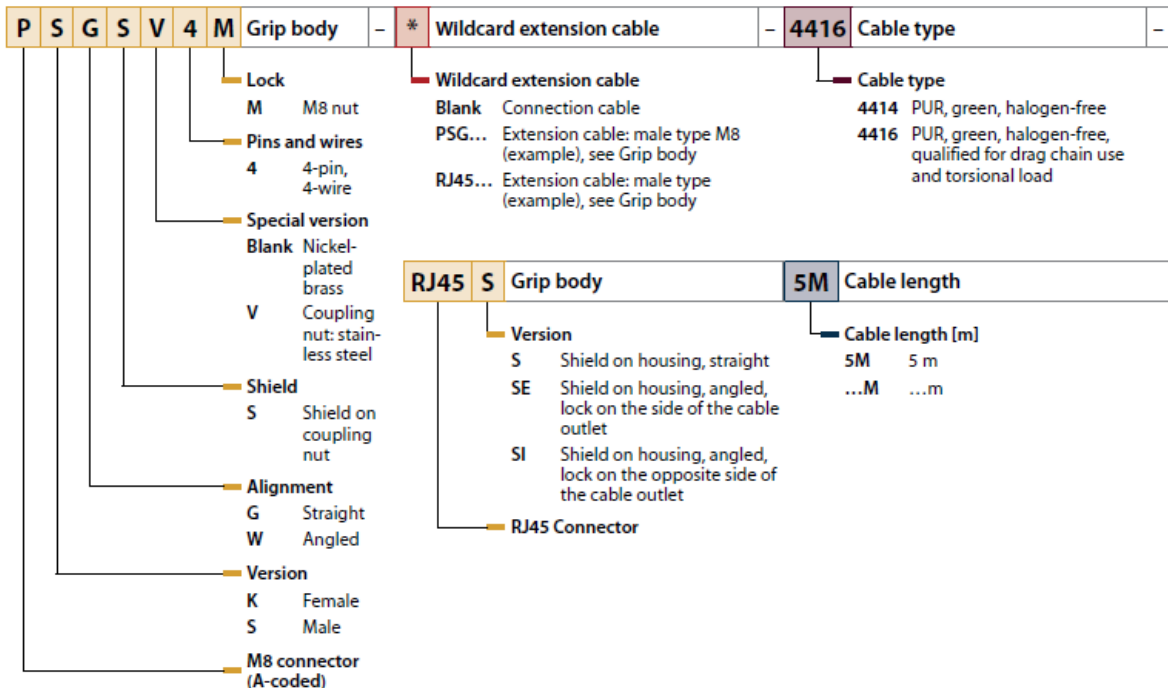 P S G S V 4 M Grip body – * Wildcard extension cable – 4416 Cable type –
Lock
M M8 nut
Pins and wires
4 4-pin,
4-wire
Special version
Blank Nickel-
plated
brass
V Coupling
nut: stain-
less steel
Shield
S Shield on
coupling
nut
Alignment
G Straight
W Angled
Version
K Female
S Male
M8 connector
(A-coded)
Wildcard extension cable
Blank Connection cable
PSG... Extension cable: male type M8
(example), see Grip body
RJ45... Extension cable: male type
(example), see Grip body
Cable type
4414 PUR, green, halogen-free
4416 PUR, green, halogen-free,
qualified for drag chain use
and torsional load
RJ45 S Grip body 5M Cable length
Version
S Shield on housing, straight
SE Shield on housing, angled,
lock on the side of the cable
outlet
SI Shield on housing, angled,
lock on the opposite side of
the cable outlet
RJ45 Connector
Cable length [m]
5M 5 m
...M ...m